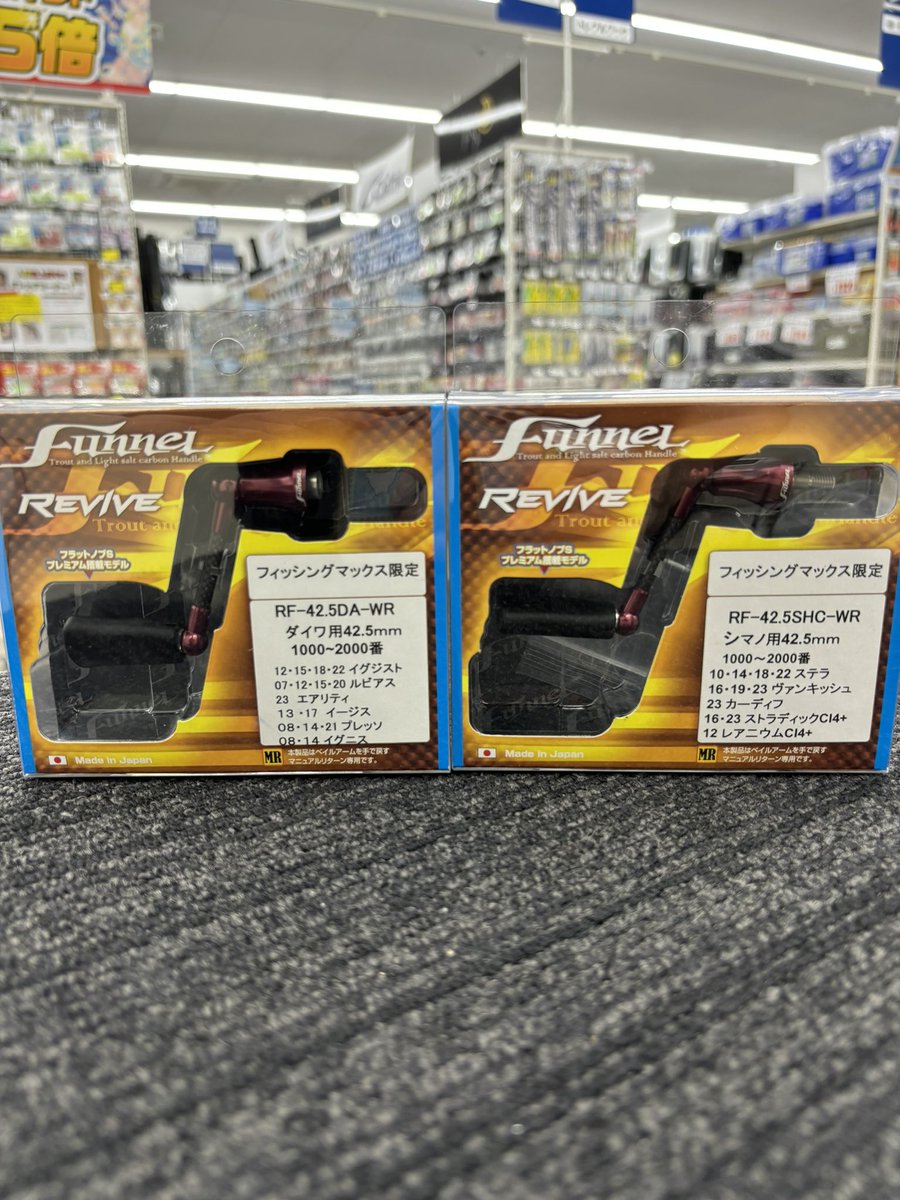 5倍
Funnel
Trout and Light salt carbon Handle
REVIVE
Trout an
Handle
フラットノブS
プレミアム搭載モデル
フィッシングマックス限定
RF-42.5DA-WR
ダイワ用42.5mm
1000~2000番
12・15・18・22 イグジスト
07・12・15・20 ルビアス
23 エアリティ
13・17 イージス
08・14・21 プレッソ
08・14 イグニス
Made in Japan
MR
本製品はベイルアームを手で戻す
マニュアルリターン専用です。
Funnel
Trout and Light salt carbon Handle
REVIVE
Trout an
Handle
フラットノブS
プレミアム搭載モデル
フィッシングマックス限定
RF-42.5SHC-WR
シマノ用42.5mm
1000~2000番
10・14・18・22 ステラ
16・19・23 ヴァンキッシュ
23 カーディフ
16・23 ストラディックCI4+
12 レアニウムCI4+
Made in Japan
MR
本製品はベイルアームを手で戻す
マニュアルリターン専用です。